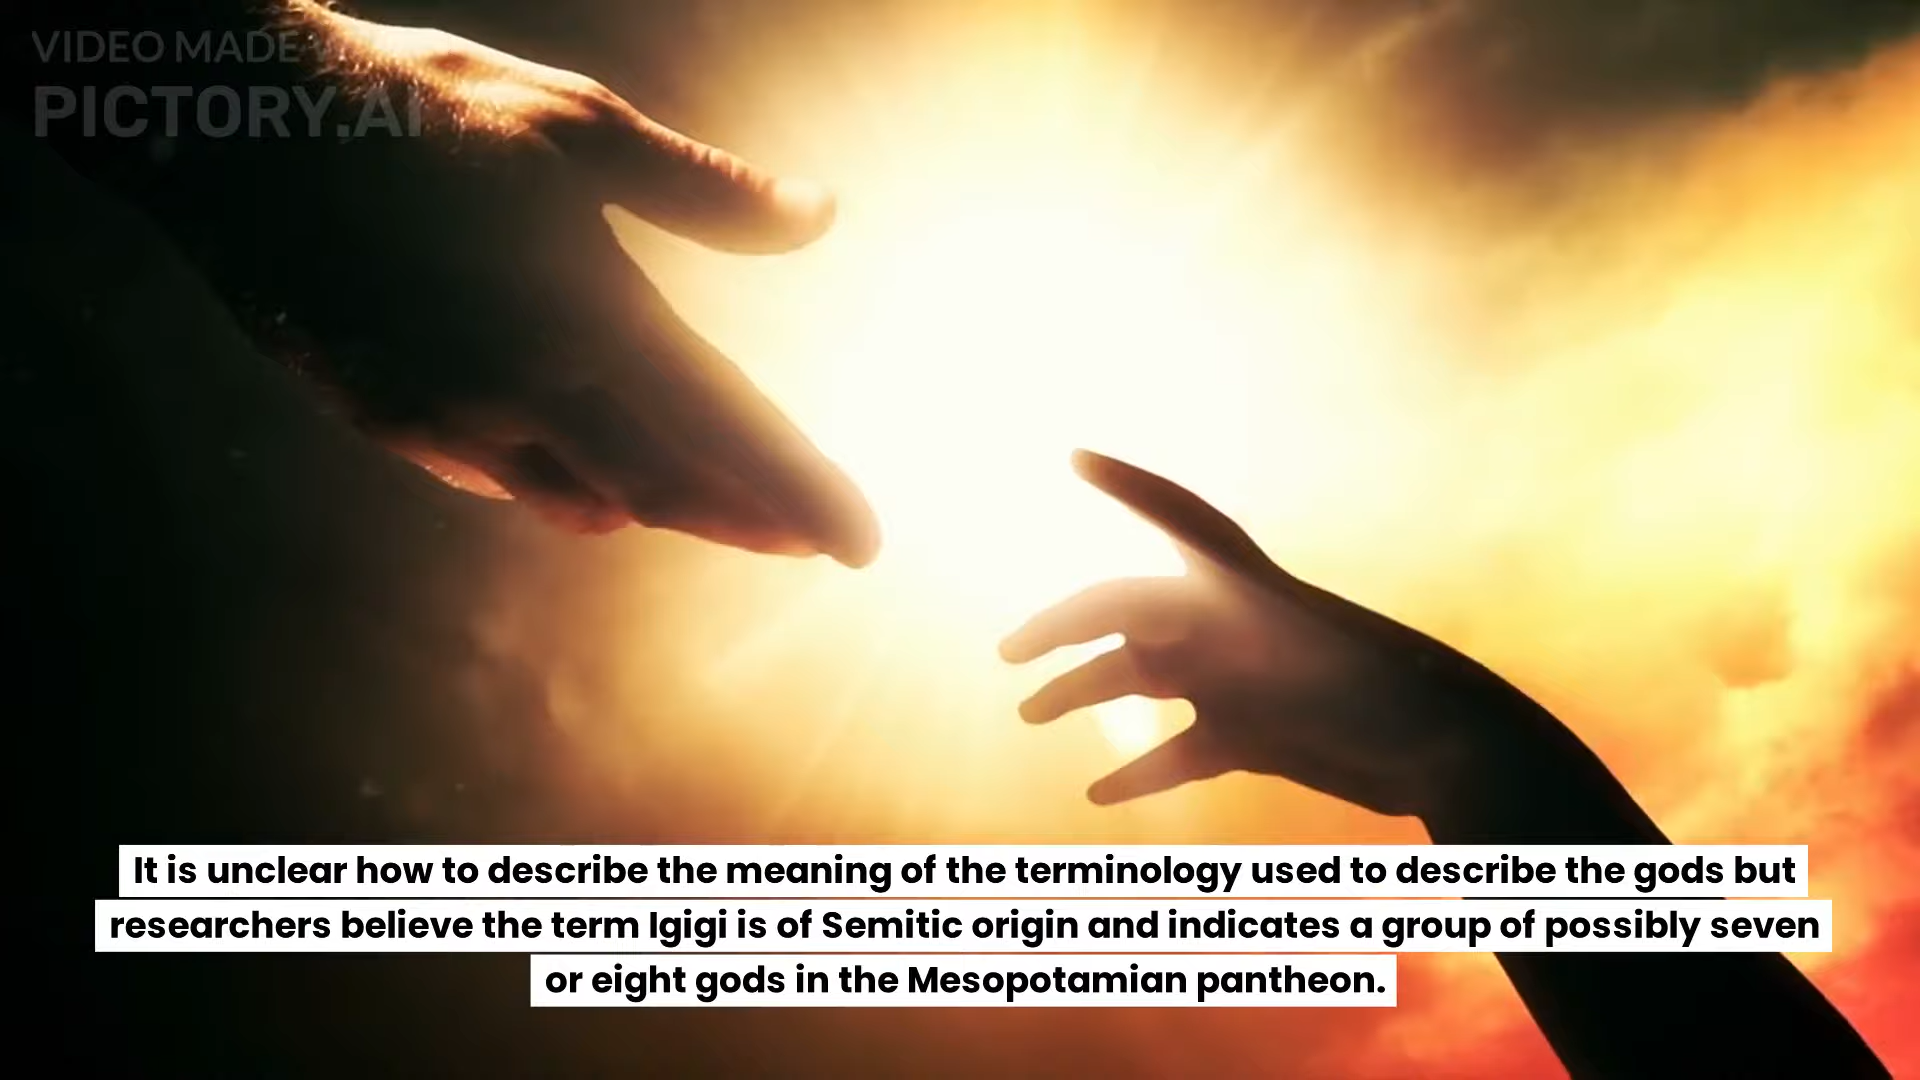 VIDEO MADE
PICTORY.AI
It is unclear how to describe the meaning of the terminology used to describe the gods but
researchers believe the term Igigi is of Semitic origin and indicates a group of possibly seven
or eight gods in the Mesopotamian pantheon.